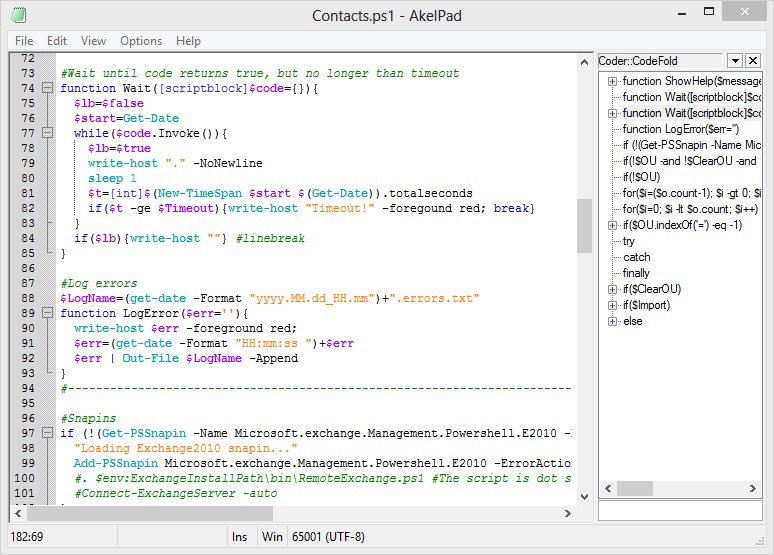 Contacts.ps1 - AkelPad
File Edit View Options Help
72
73 #Wait until code returns true, but no longer than timeout
74 function Wait([scriptblock]$code={}){
75 $lb=$false
76 $start=Get-Date
77 while($code.Invoke()){
78 $lb=$true
79 write-host "." -NoNewline
80 sleep 1
81 $t=[int]$(New-TimeSpan $start $(Get-Date)).totalseconds
82 if($t -ge $Timeout){write-host "Timeout!" -foreground red; break}
83 }
84 if($lb){write-host ""} #linebreak
85 }
86
87 #Log errors
88 $LogName=(get-date -Format "yyyy.MM.dd_HH.mm")+".errors.txt"
89 function LogError($err=''){
90 write-host $err -foreground red;
91 $err=(get-date -Format "HH:mm:ss ")+$err
92 $err | Out-File $LogName -Append
93 }
94 #------------------------------------------------------------------------
95
96 #Snapins
97 if (!(Get-PSSnapin -Name Microsoft.exchange.Management.Powershell.E2010 -
98 "Loading Exchange2010 snapin..."
99 Add-PSSnapin Microsoft.exchange.Management.Powershell.E2010 -ErrorActio
100 #. $env:ExchangeInstallPath\bin\RemoteExchange.ps1 #The script is dot s
101 #Connect-ExchangeServer -auto
Coder::CodeFold
function ShowHelp($message
function Wait([scriptblock]$co
function Wait([scriptblock]$co
function LogError($err='')
if (!(Get-PSSnapin -Name Mic
if(!$OU -and !$ClearOU -and
if(!$OU)
for($i=($o.count-1); $i -gt 0; $i
for($i=0; $i -lt $o.count; $i++)
if($OU.indexOf('=') -eq -1)
try
catch
finally
if($ClearOU)
if($Import)
else
182:69 Ins Win 65001 (UTF-8)